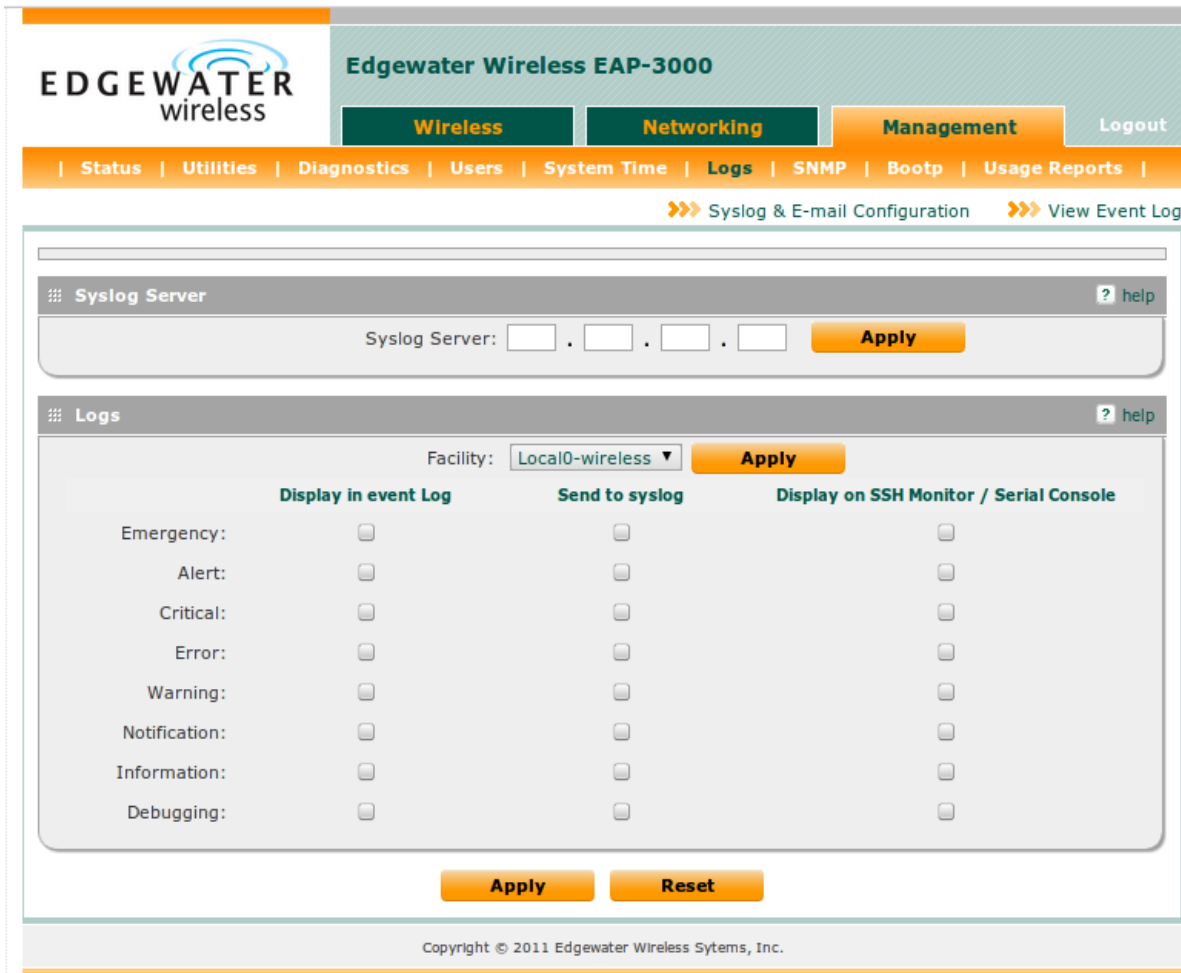 EDGEWATER
wireless
Edgewater Wireless EAP-3000
Wireless
Networking
Management
Logout
| Status | Utilities | Diagnostics | Users | System Time | Logs | SNMP | Bootp | Usage Reports |
Syslog & E-mail Configuration
View Event Log
Syslog Server
? help
Syslog Server: . . . Apply
Logs
? help
Facility: Local0-wireless Apply
Display in event Log Send to syslog Display on SSH Monitor / Serial Console
Emergency:
Alert:
Critical:
Error:
Warning:
Notification:
Information:
Debugging:
Apply Reset
Copyright © 2011 Edgewater Wireless Sytems, Inc.